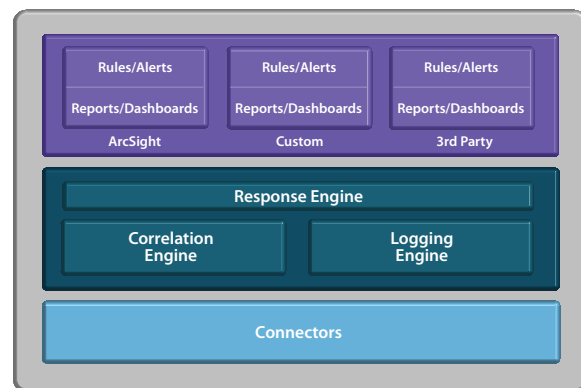 Rules/Alerts
Reports/Dashboards
ArcSight
Rules/Alerts
Reports/Dashboards
Custom
Rules/Alerts
Reports/Dashboards
3rd Party
Response Engine
Correlation
Engine
Logging
Engine
Connectors